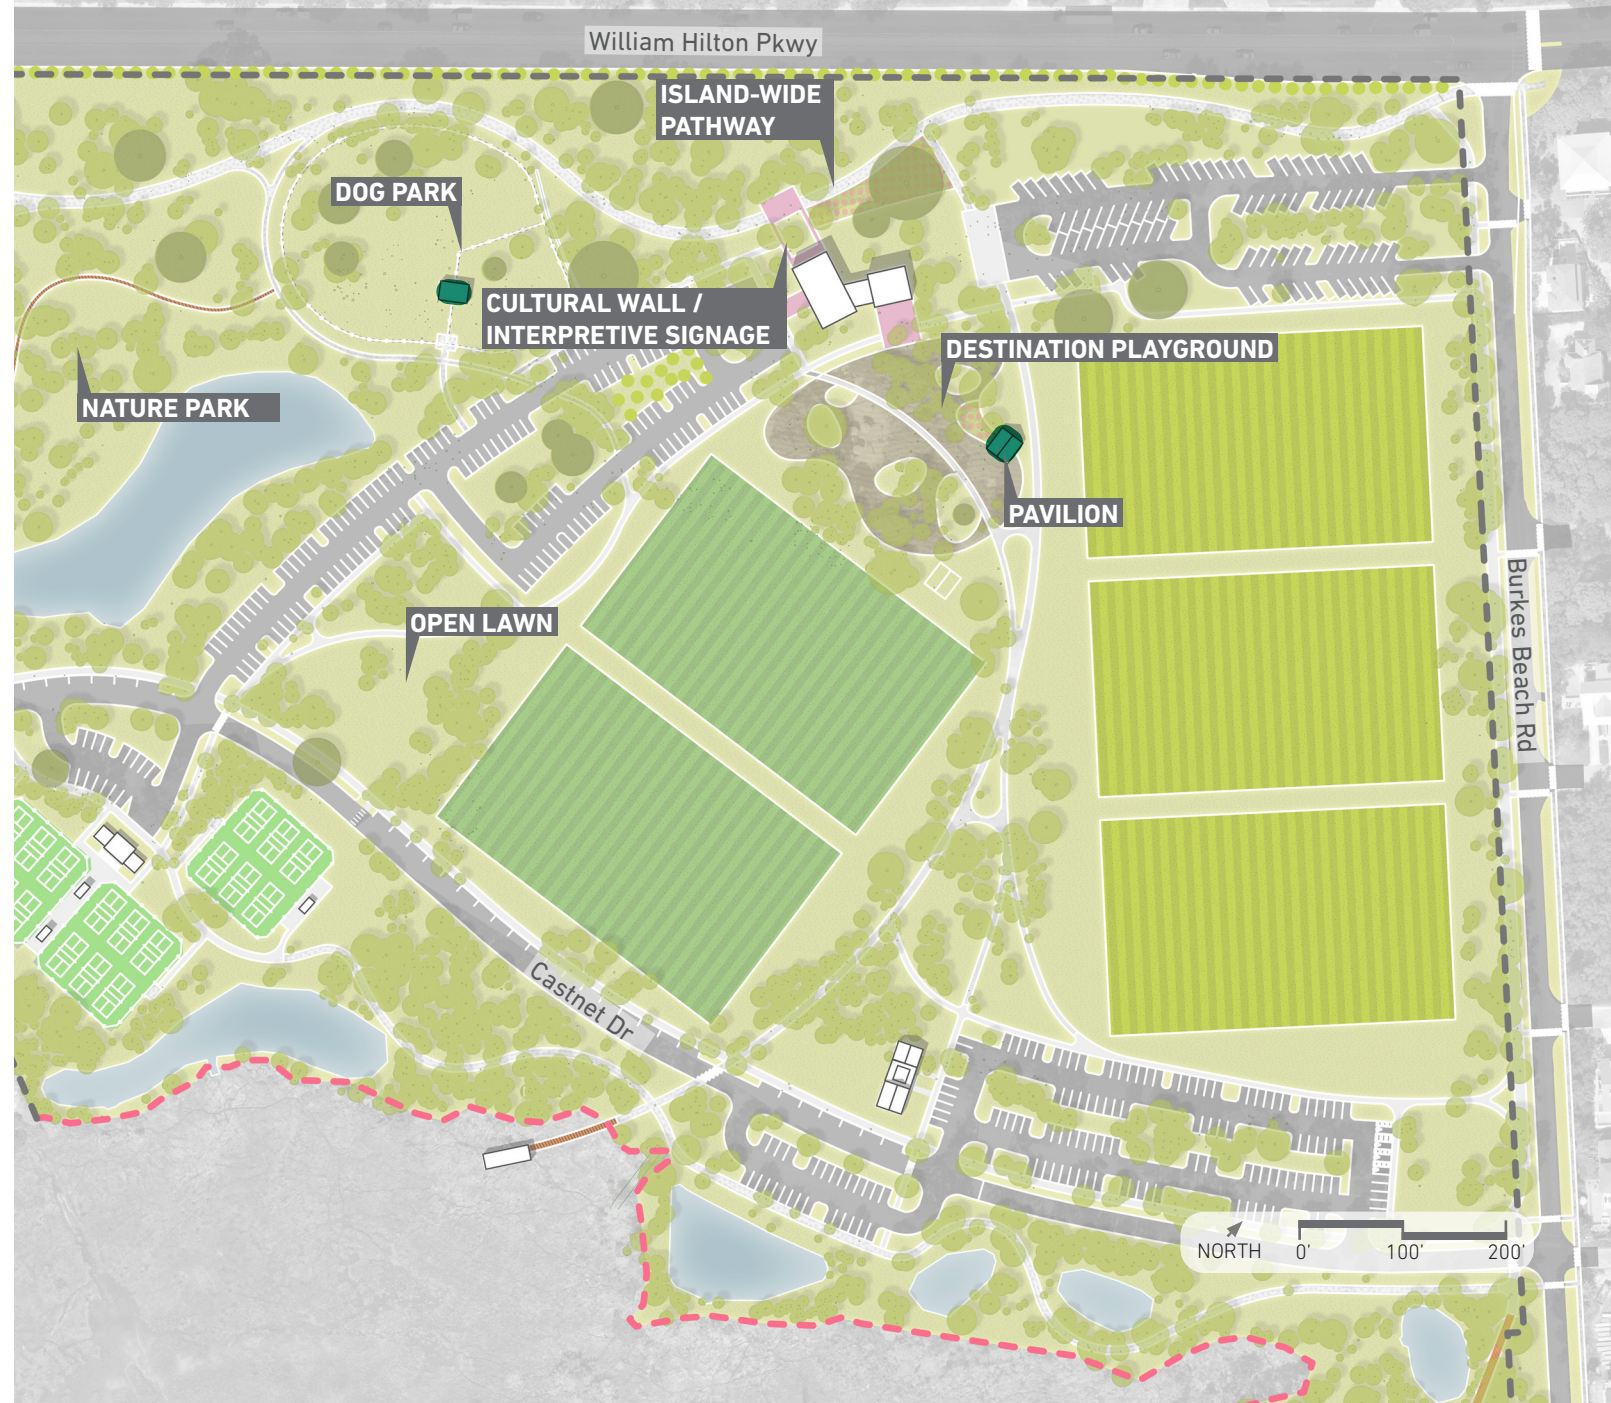 William Hilton Pkwy
ISLAND-WIDE
PATHWAY
DOG PARK
CULTURAL WALL /
INTERPRETIVE SIGNAGE
DESTINATION PLAYGROUND
NATURE PARK
PAVILION
OPEN LAWN
Burkes Beach Rd
Castnet Dr
NORTH
0' 100' 200'